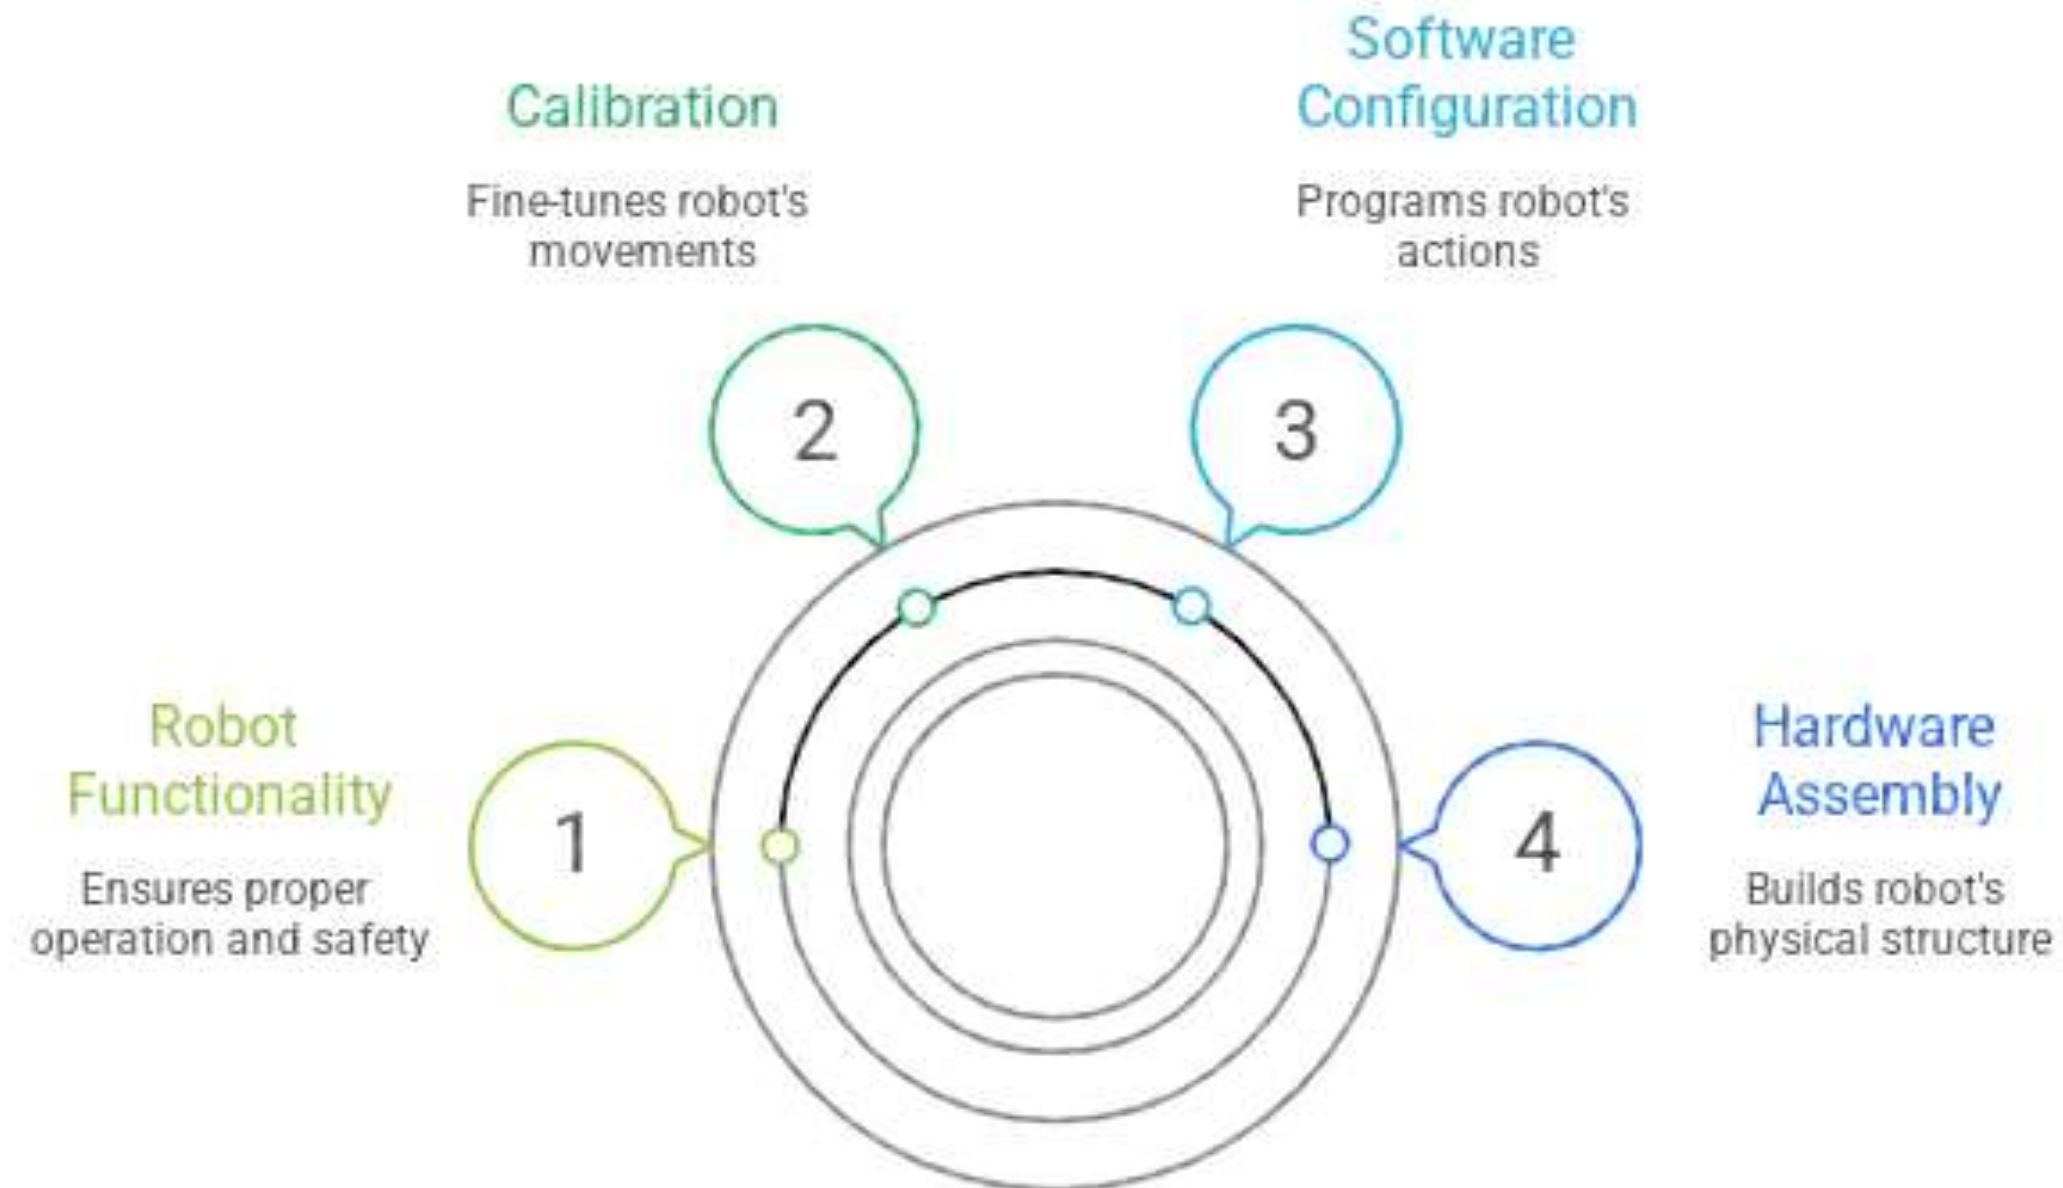 Robot
Functionality
Ensures proper
operation and safety
1
Calibration
Fine-tunes robot's
movements
2
Software
Configuration
Programs robot's
actions
3
Hardware
Assembly
Builds robot's
physical structure
4